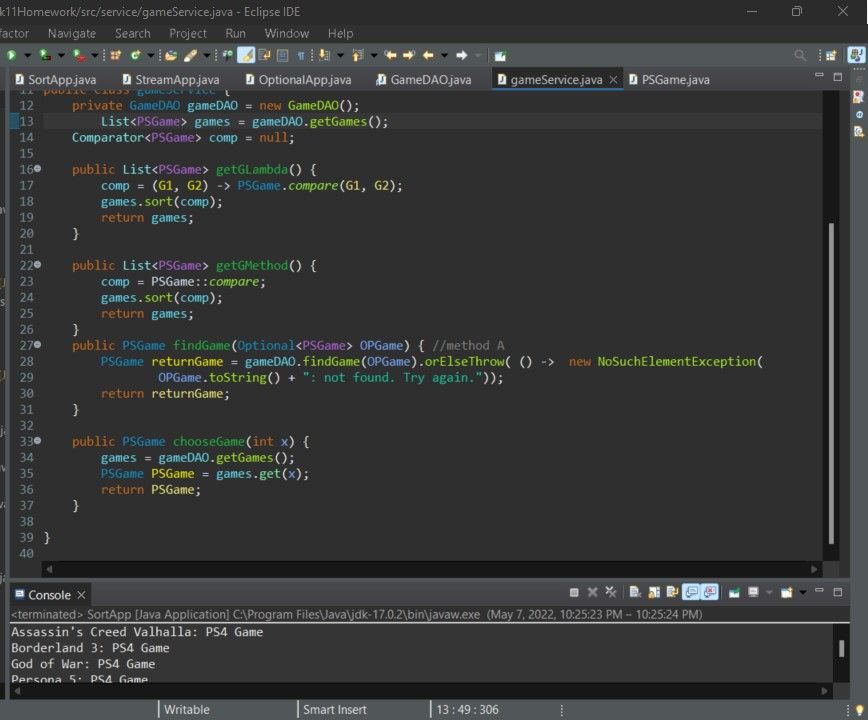 k11Homework/src/service/gameService.java - Eclipse IDE
factor Navigate Search Project Run Window Help
SortApp.java StreamApp.java OptionalApp.java GameDAO.java gameService.java PSGame.java
11 public class gameService {
12 private GameDAO gameDAO = new GameDAO();
13 List<PSGame> games = gameDAO.getGames();
14 Comparator<PSGame> comp = null;
15
16 public List<PSGame> getGLambda() {
17 comp = (G1, G2) -> PSGame.compare(G1, G2);
18 games.sort(comp);
19 return games;
20 }
21
22 public List<PSGame> getGMethod() {
23 comp = PSGame::compare;
24 games.sort(comp);
25 return games;
26 }
27 public PSGame findGame(Optional<PSGame> OPGame) { //method A
28 PSGame returnGame = gameDAO.findGame(OPGame).orElseThrow( () -> new NoSuchElementException(
29 OPGame.toString() + ": not found. Try again."));
30 return returnGame;
31 }
32
33 public PSGame chooseGame(int x) {
34 games = gameDAO.getGames();
35 PSGame PSGame = games.get(x);
36 return PSGame;
37 }
38
39 }
40
Console
<terminated> SortApp [Java Application] C:\Program Files\Java\jdk-17.0.2\bin\javaw.exe (May 7, 2022, 10:25:23 PM – 10:25:24 PM)
Assassin's Creed Valhalla: PS4 Game
Borderland 3: PS4 Game
God of War: PS4 Game
Persona 5: PS4 Game
Writable Smart Insert 13 : 49 : 306